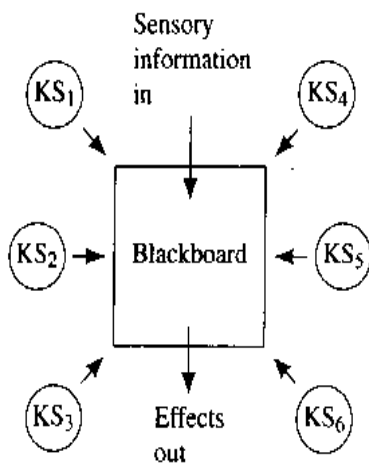 Sensory
information
in
KS₁
KS₄
KS₂
Blackboard
KS₅
KS₃
Effects
out
KS₆